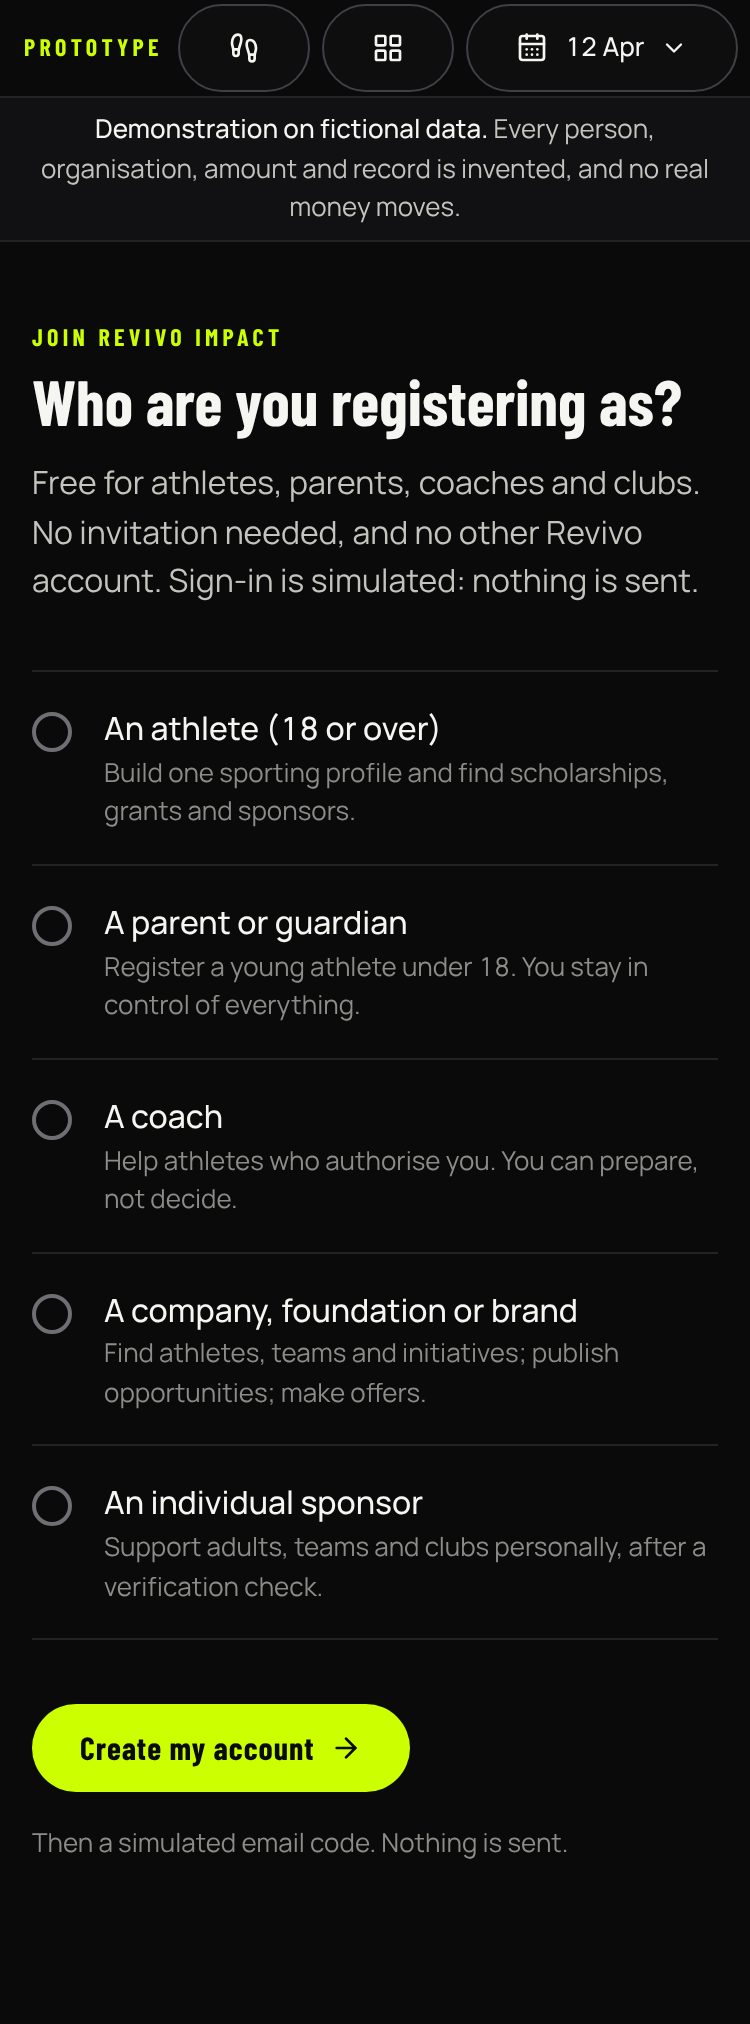 PROTOTYPE
12 Apr
Demonstration on fictional data. Every person,
organisation, amount and record is invented, and no real
money moves.
JOIN REVIVO IMPACT
Who are you registering as?
Free for athletes, parents, coaches and clubs.
No invitation needed, and no other Revivo
account. Sign-in is simulated: nothing is sent.
An athlete (18 or over)
Build one sporting profile and find scholarships,
grants and sponsors.
A parent or guardian
Register a young athlete under 18. You stay in
control of everything.
A coach
Help athletes who authorise you. You can prepare,
not decide.
A company, foundation or brand
Find athletes, teams and initiatives; publish
opportunities; make offers.
An individual sponsor
Support adults, teams and clubs personally, after a
verification check.
Create my account
Then a simulated email code. Nothing is sent.